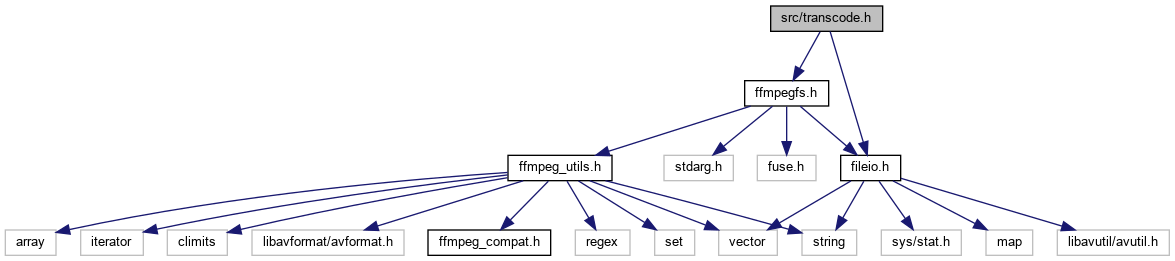 src/transcode.h
ffmpegfs.h
ffmpeg_utils.h
stdarg.h
fuse.h
fileio.h
array
iterator
climits
libavformat/avformat.h
ffmpeg_compat.h
regex
set
vector
string
sys/stat.h
map
libavutil/avutil.h